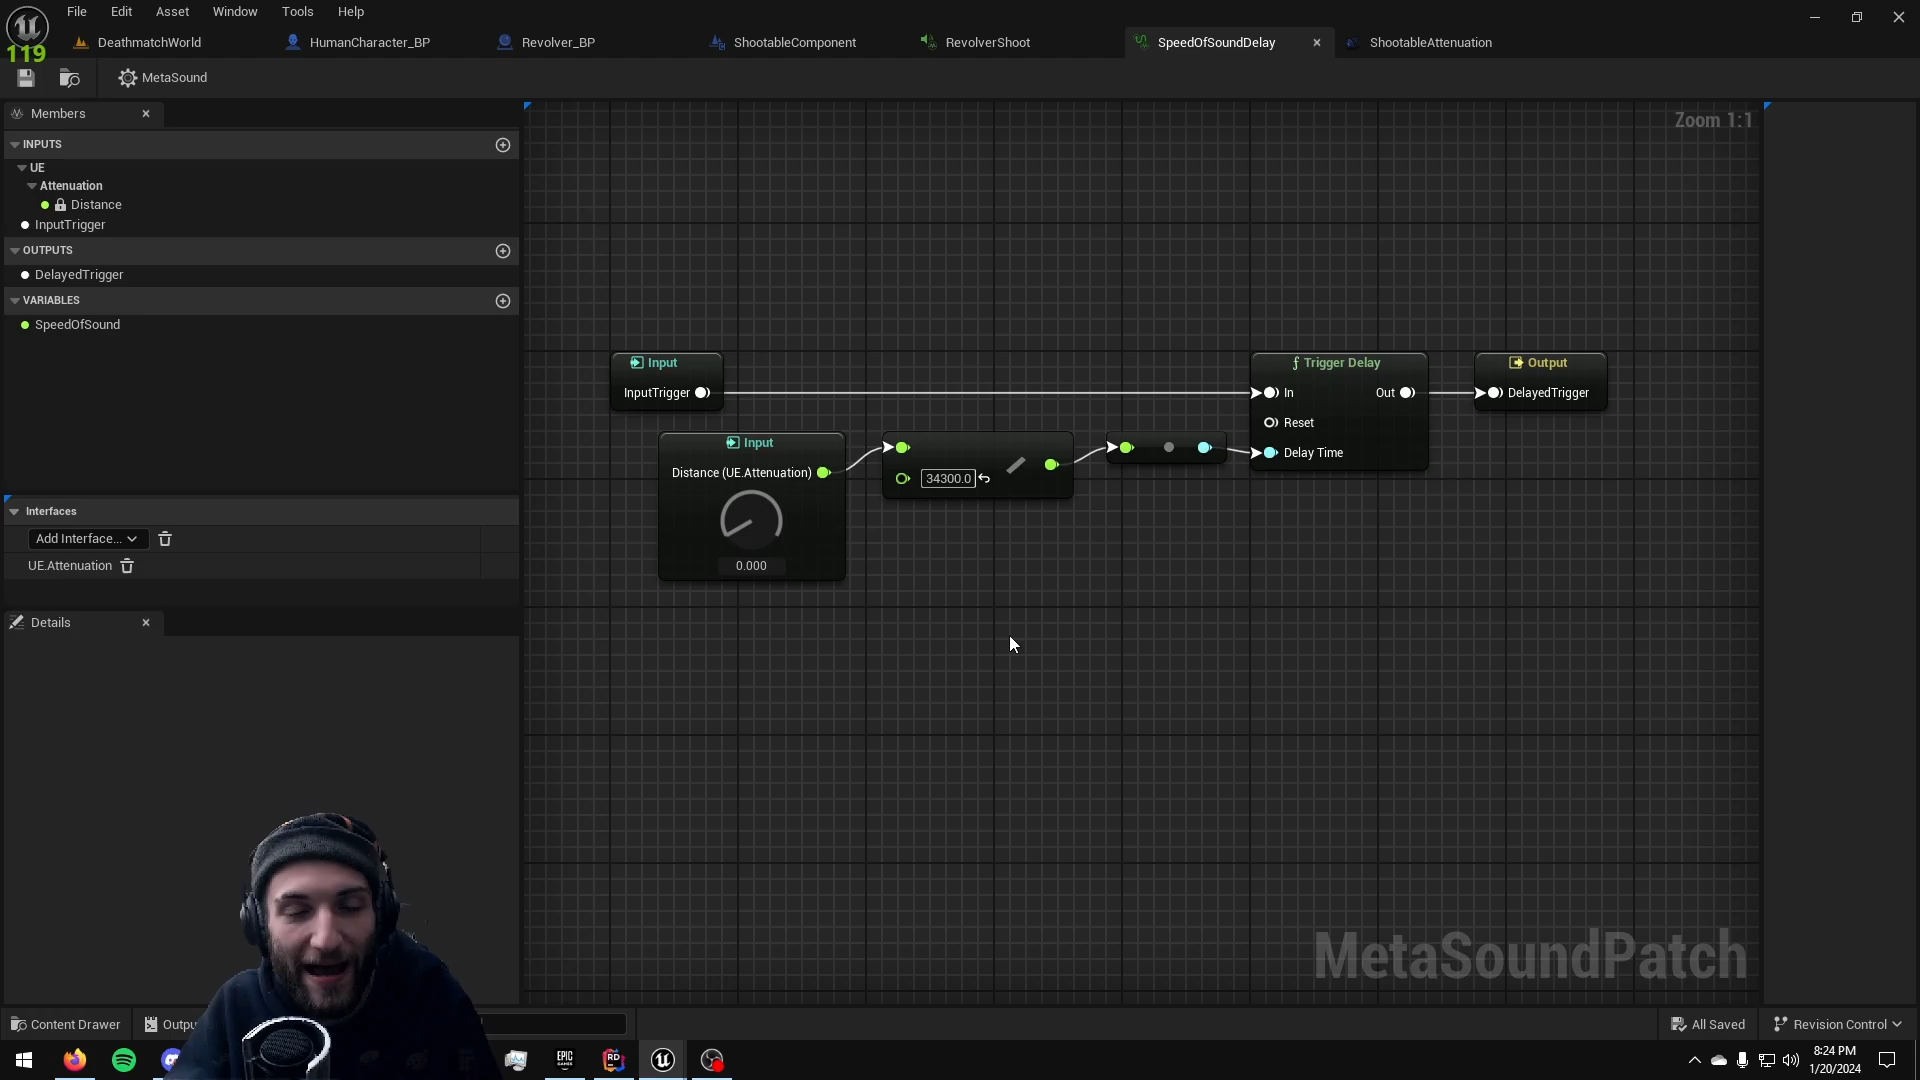 File Edit Asset Window Tools Help
119
DeathmatchWorld HumanCharacter_BP Revolver_BP ShootableComponent RevolverShoot SpeedOfSoundDelay ShootableAttenuation
MetaSound
Members
INPUTS
UE
Attenuation
Distance
InputTrigger
OUTPUTS
DelayedTrigger
VARIABLES
SpeedOfSound
Interfaces
Add Interface...
UE.Attenuation
Details
Zoom 1:1
Input
InputTrigger
Input
Distance (UE.Attenuation)
0.000
34300.0
Trigger Delay
In Out
Reset
Delay Time
Output
DelayedTrigger
MetaSoundPatch
Content Drawer
All Saved Revision Control
EPIC
GAMES
RD
8:24 PM
1/20/2024